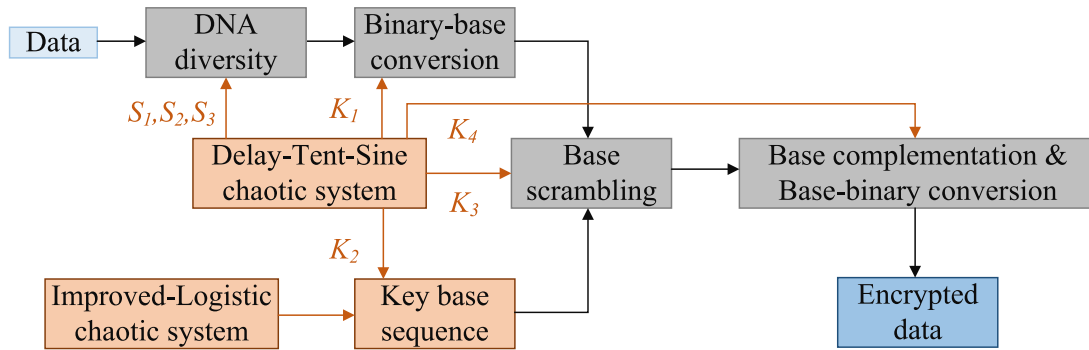 Data
DNA
diversity
Binary-base
conversion
S1,S2,S3
K1
K4
Delay-Tent-Sine
chaotic system
Base
scrambling
Base complementation &
Base-binary conversion
K3
K2
Improved-Logistic
chaotic system
Key base
sequence
Encrypted
data